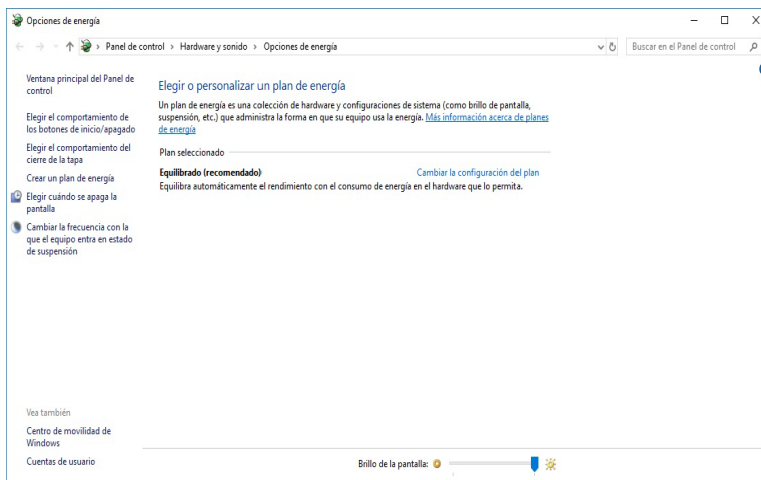 Opciones de energía
Panel de control > Hardware y sonido > Opciones de energía
Buscar en el Panel de control
Ventana principal del Panel de
control
Elegir el comportamiento de
los botones de inicio/apagado
Elegir el comportamiento del
cierre de la tapa
Crear un plan de energía
Elegir cuándo se apaga la
pantalla
Cambiar la frecuencia con la
que el equipo entra en estado
de suspensión
Elegir o personalizar un plan de energía
Un plan de energía es una colección de hardware y configuraciones de sistema (como brillo de pantalla,
suspensión, etc.) que administra la forma en que su equipo usa la energía. Más información acerca de planes
de energía
Plan seleccionado
Equilibrado (recomendado)
Cambiar la configuración del plan
Equilibra automáticamente el rendimiento con el consumo de energía en el hardware que lo permita.
Vea también
Centro de movilidad de
Windows
Cuentas de usuario
Brillo de la pantalla: